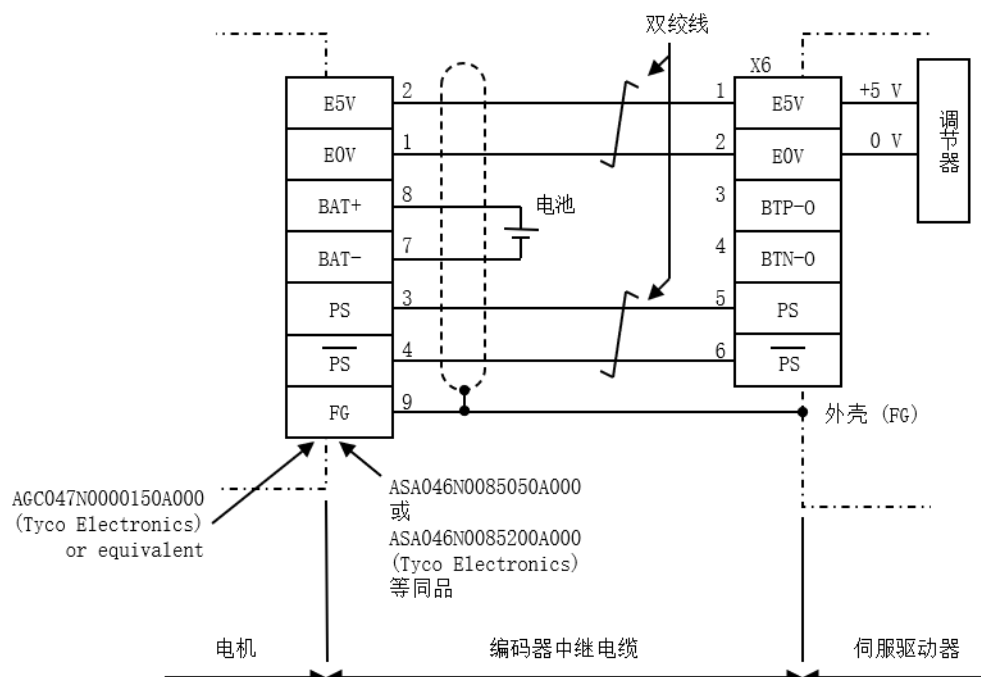 双绞线
X6
E5V 2 1 E5V +5 V
E0V 1 2 E0V 0 V
调节器
BAT+ 8 电池 3 BTP-O
BAT- 7 4 BTN-O
PS 3 5 PS
PS 4 6 PS
FG 9 外壳 (FG)
AGC047N0000150A000
(Tyco Electronics)
or equivalent
ASA046N0085050A000
或
ASA046N0085200A000
(Tyco Electronics)
等同品
电机 编码器中继电缆 伺服驱动器